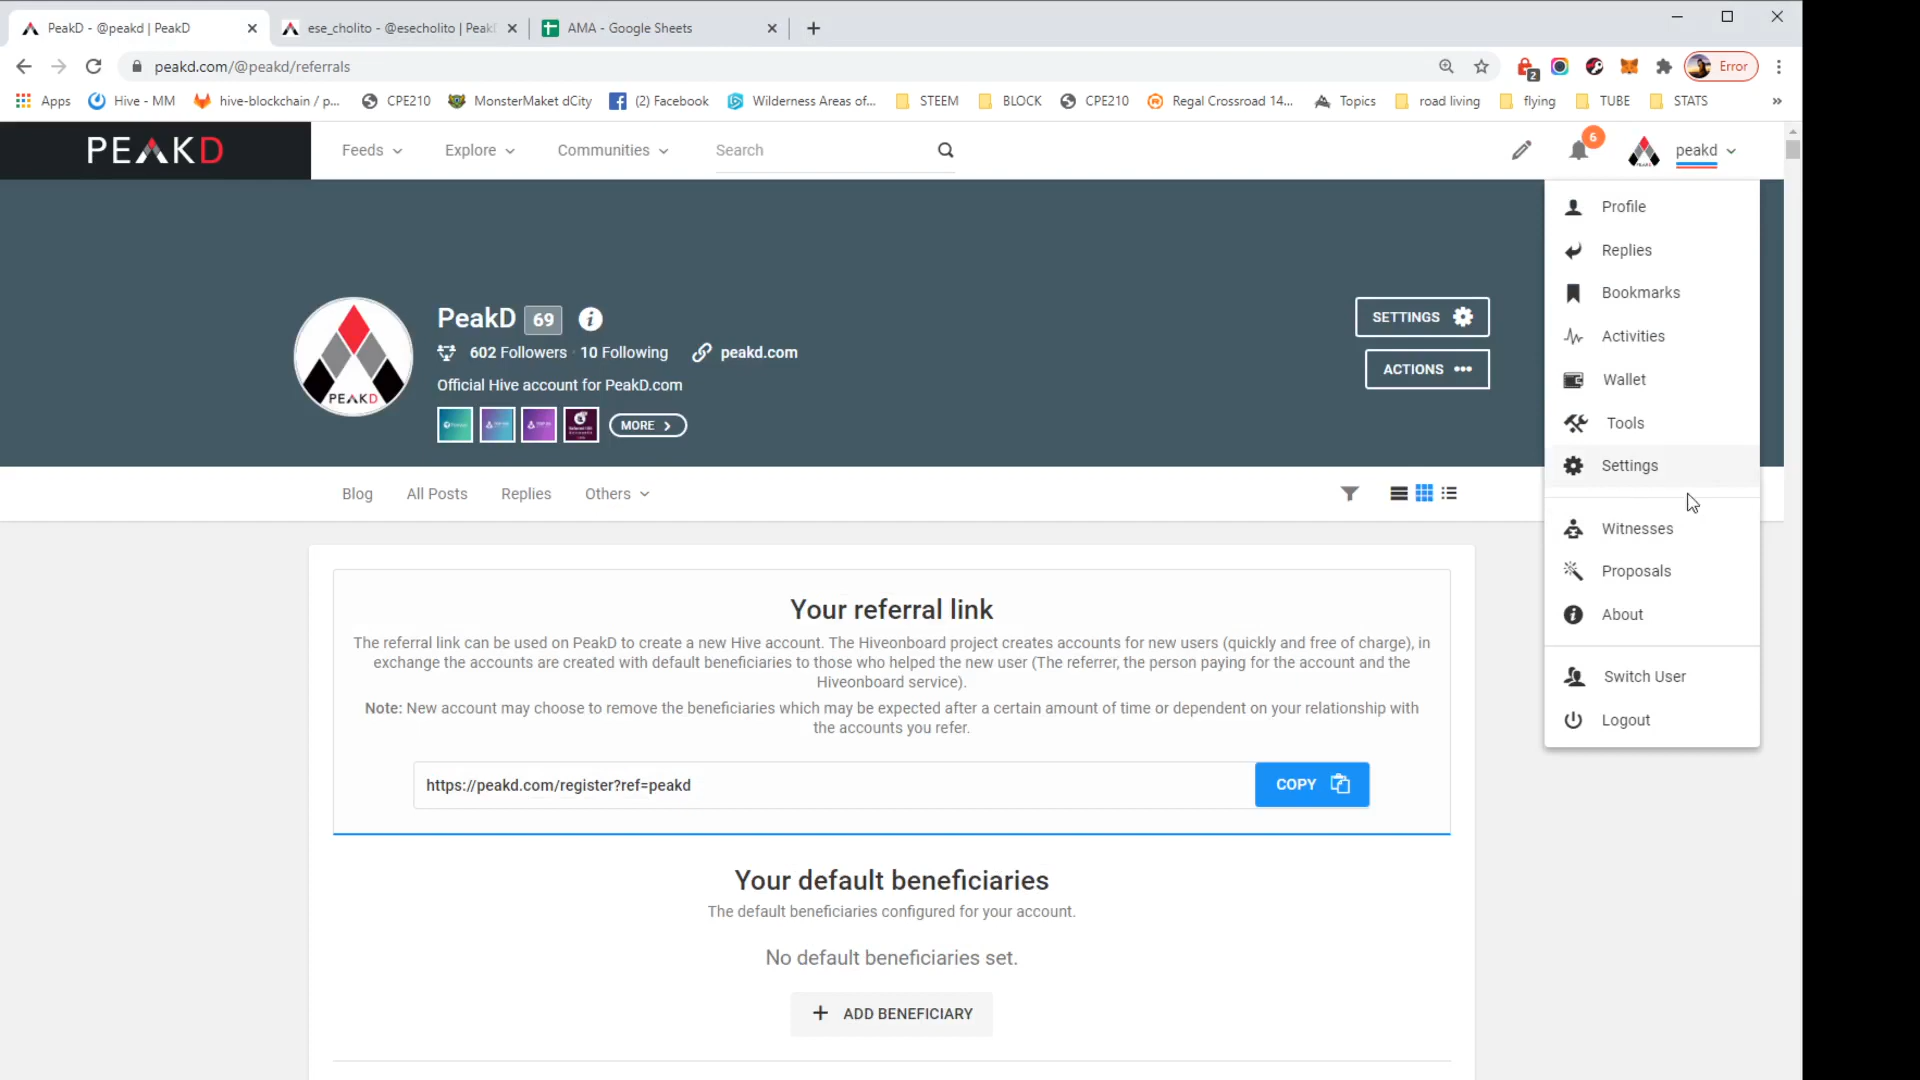 PeakD - @peakd | PeakD
ese_cholito - @esecholito | Peak
AMA - Google Sheets
peakd.com/@peakd/referrals
2
Error
Apps
Hive - MM
hive-blockchain / p...
CPE210
MonsterMaket dCity
(2) Facebook
Wilderness Areas of...
STEEM
BLOCK
CPE210
Regal Crossroad 14...
Topics
road living
flying
TUBE
STATS
PEAKD
Feeds
Explore
Communities
Search
6
peakd
Profile
Replies
Bookmarks
Activities
Wallet
Tools
Settings
Witnesses
Proposals
About
Switch User
Logout
PEAKD
PeakD 69
602 Followers · 10 Following
peakd.com
Official Hive account for PeakD.com
MORE
SETTINGS
ACTIONS
Blog
All Posts
Replies
Others
Your referral link
The referral link can be used on PeakD to create a new Hive account. The Hiveonboard project creates accounts for new users (quickly and free of charge), in
exchange the accounts are created with default beneficiaries to those who helped the new user (The referrer, the person paying for the account and the
Hiveonboard service).
Note: New account may choose to remove the beneficiaries which may be expected after a certain amount of time or dependent on your relationship with
the accounts you refer.
https://peakd.com/register?ref=peakd
COPY
Your default beneficiaries
The default beneficiaries configured for your account.
No default beneficiaries set.
ADD BENEFICIARY